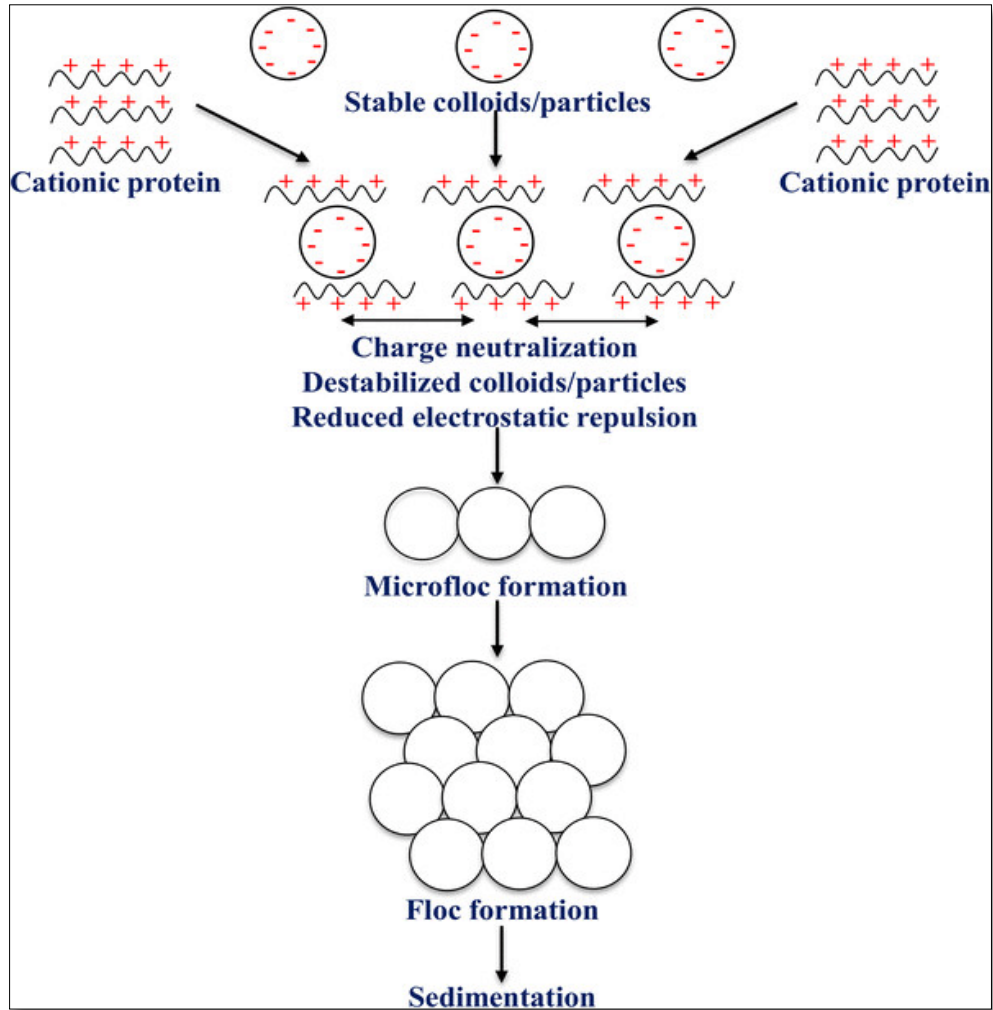 Stable colloids/particles
Cationic protein
Cationic protein
Charge neutralization
Destabilized colloids/particles
Reduced electrostatic repulsion
Microfloc formation
Floc formation
Sedimentation